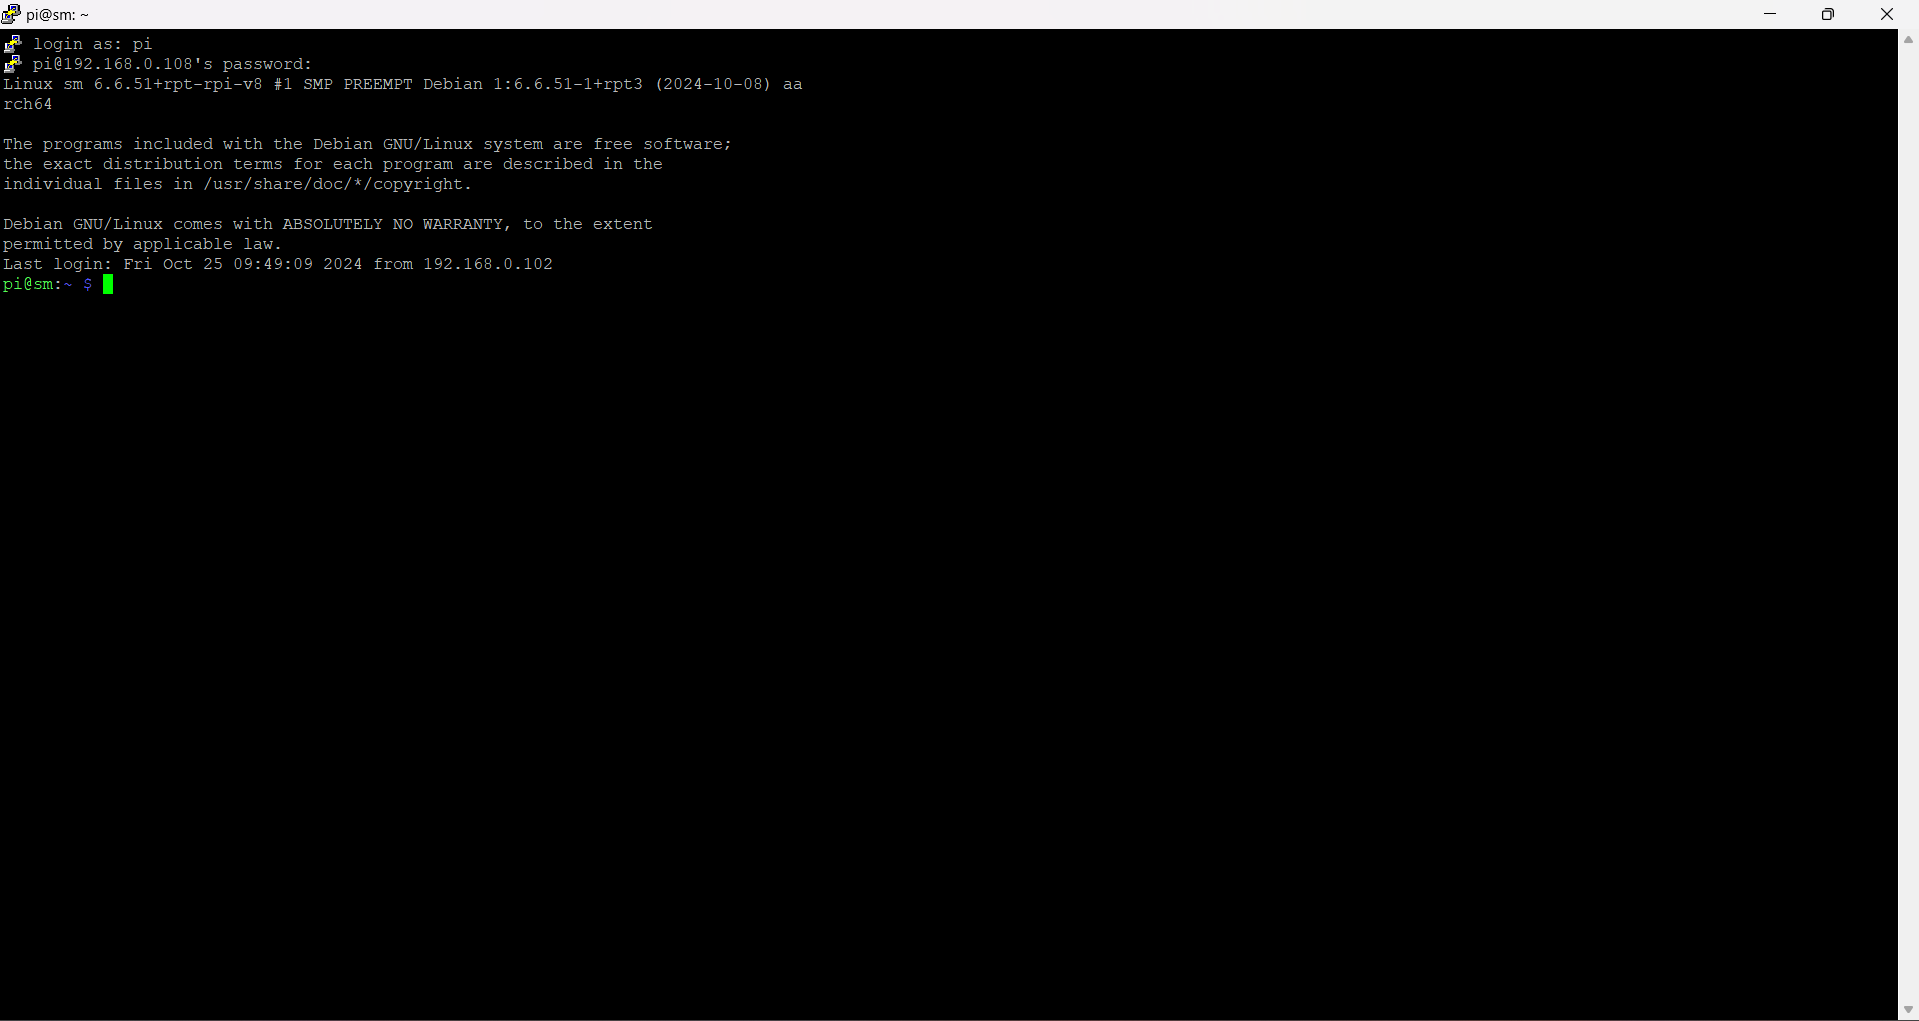 pi@sm: ~
login as: pi
pi@192.168.0.108's password:
Linux sm 6.6.51+rpt-rpi-v8 #1 SMP PREEMPT Debian 1:6.6.51-1+rpt3 (2024-10-08) aa
rch64
The programs included with the Debian GNU/Linux system are free software;
the exact distribution terms for each program are described in the
individual files in /usr/share/doc/*/copyright.
Debian GNU/Linux comes with ABSOLUTELY NO WARRANTY, to the extent
permitted by applicable law.
Last login: Fri Oct 25 09:49:09 2024 from 192.168.0.102
pi@sm:~ $